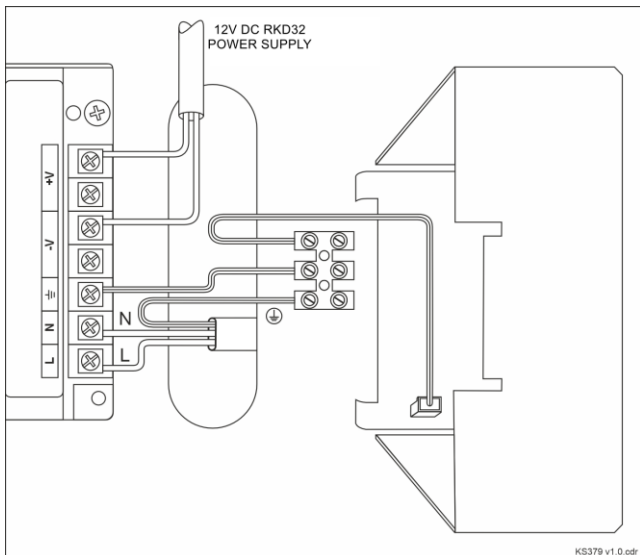 12V DC RKD32
POWER SUPPLY
+V
-V
N
L
N
L
KS379 v1.0.cdr